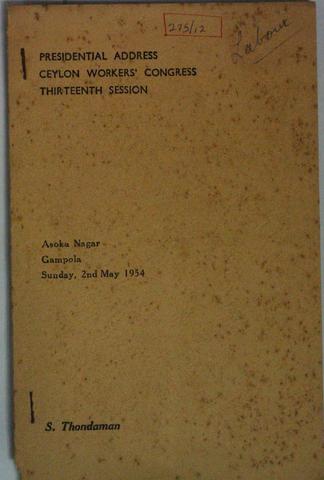 275/12
Labour
PRESIDENTIAL ADDRESS
CEYLON WORKERS' CONGRESS
THIRTEENTH SESSION
Asoka Nagar
Gampola
Sunday, 2nd May 1954
S. Thondaman